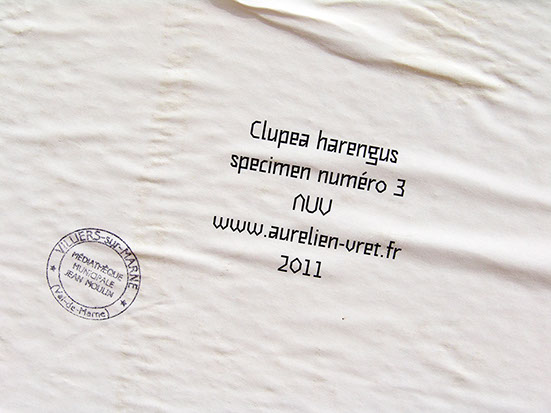 Clupea harengus
specimen numéro 3
NUV
www.aurelien-vret.fr
2011
VILLIERS-sur-MARNE
MÉDIATHÈQUE
MUNICIPALE
JEAN MOULIN
(Val-de-Marne)